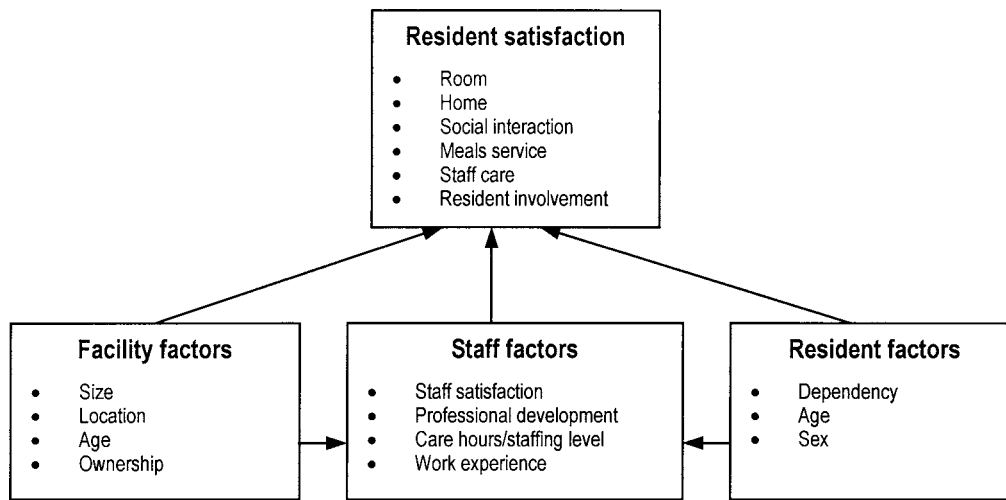 Resident satisfaction
• Room
• Home
• Social interaction
• Meals service
• Staff care
• Resident involvement
Facility factors
• Size
• Location
• Age
• Ownership
Staff factors
• Staff satisfaction
• Professional development
• Care hours/staffing level
• Work experience
Resident factors
• Dependency
• Age
• Sex